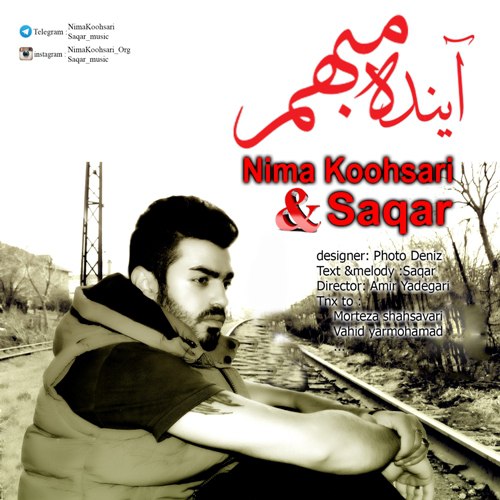 Telegram : NimaKoohsari
Saqar_music
instagram : NimaKoohsari_Org
Saqar_music
آینده مبهم
Nima Koohsari
& Saqar
designer: Photo Deniz
Text &melody :Saqar
Director: Amir Yadegari
Tnx to :
Morteza shahsavari
Vahid yarmohamad
...